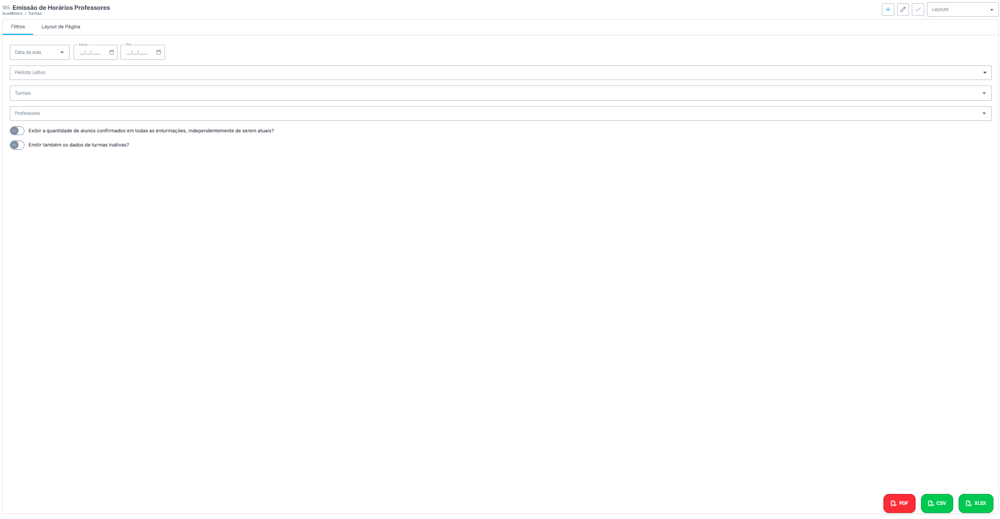 185 Emissão de Horários Professores
Acadêmico › Turmas
Layouts
Filtros
Layout de Página
Data da aula
Início
__/__/____
Fim
__/__/____
Período Letivo
Turmas
Professores
Exibir a quantidade de alunos confirmados em todas as enturmações, independentemente de serem atuais?
Emitir também os dados de turmas inativas?
PDF
CSV
XLSX